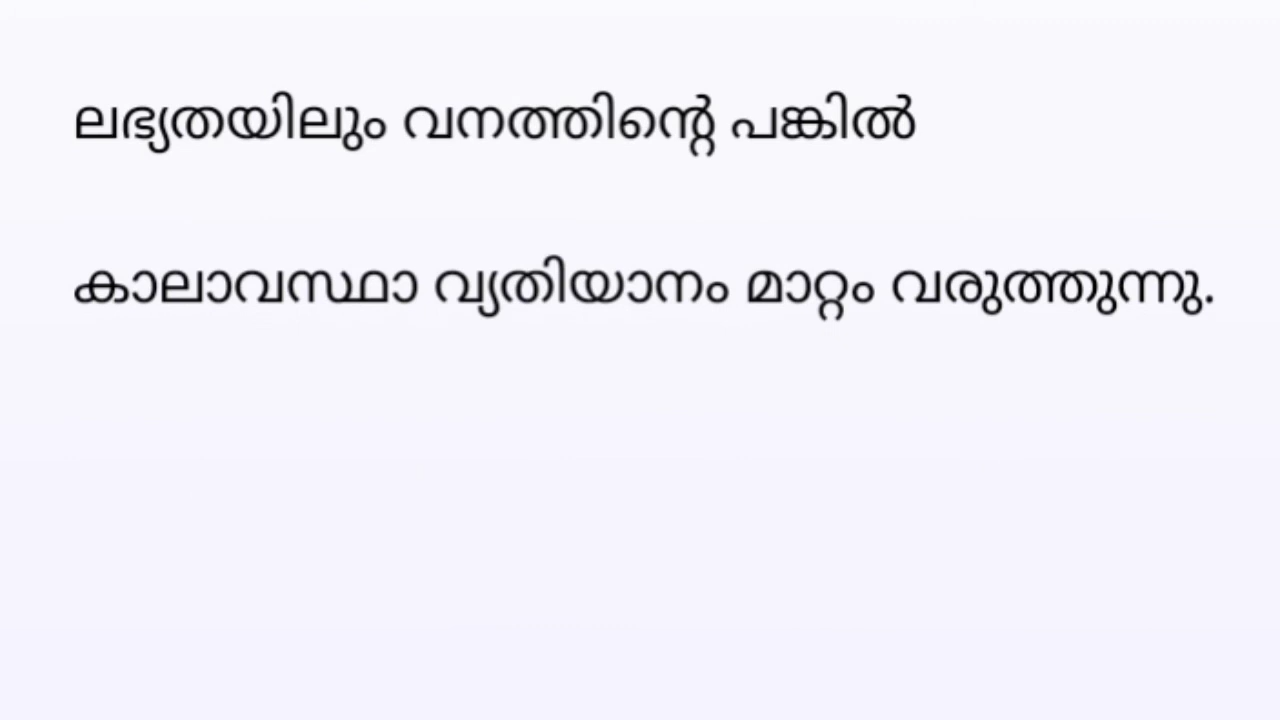 ലഭ്യതയിലും വനത്തിന്റെ പങ്കിൽ
കാലാവസ്ഥാ വ്യതിയാനം മാറ്റം വരുത്തുന്നു.